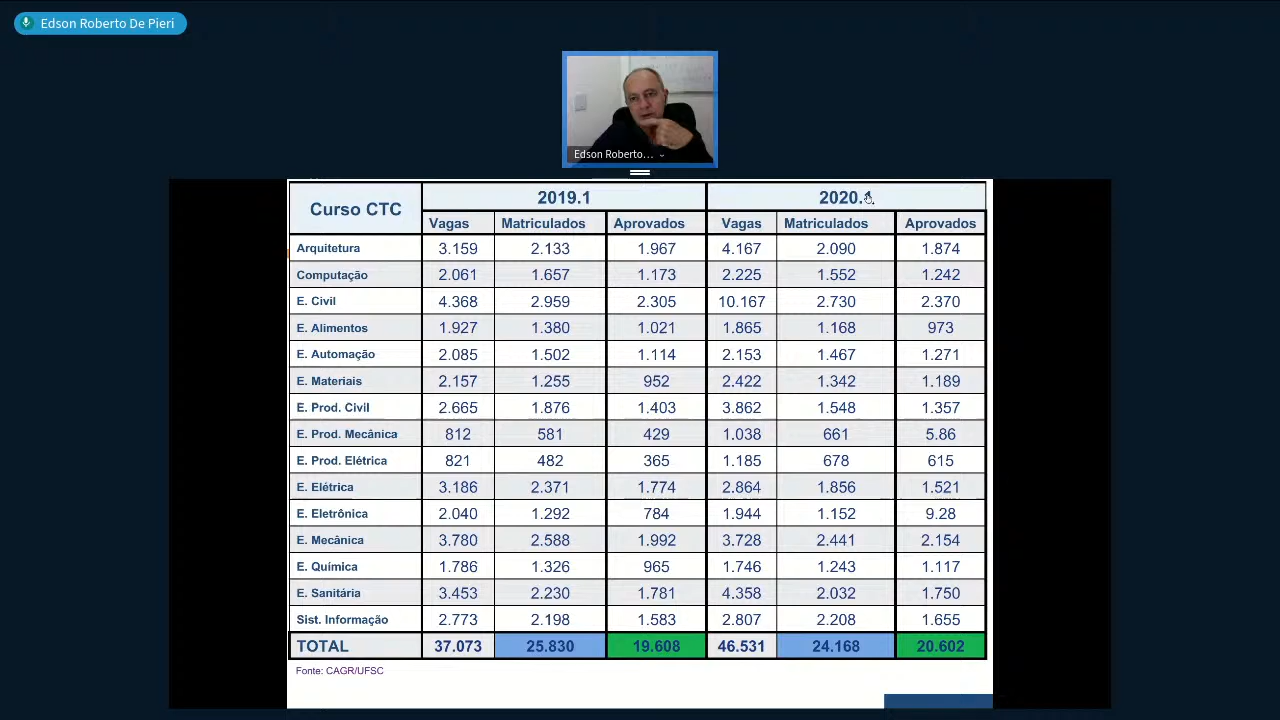 Edson Roberto De Pieri
Edson Roberto...
Curso CTC 2019.1 2020.1
Vagas Matriculados Aprovados Vagas Matriculados Aprovados
Arquitetura 3.159 2.133 1.967 4.167 2.090 1.874
Computação 2.061 1.657 1.173 2.225 1.552 1.242
E. Civil 4.368 2.959 2.305 10.167 2.730 2.370
E. Alimentos 1.927 1.380 1.021 1.865 1.168 973
E. Automação 2.085 1.502 1.114 2.153 1.467 1.271
E. Materiais 2.157 1.255 952 2.422 1.342 1.189
E. Prod. Civil 2.665 1.876 1.403 3.862 1.548 1.357
E. Prod. Mecânica 812 581 429 1.038 661 5.86
E. Prod. Elétrica 821 482 365 1.185 678 615
E. Elétrica 3.186 2.371 1.774 2.864 1.856 1.521
E. Eletrônica 2.040 1.292 784 1.944 1.152 9.28
E. Mecânica 3.780 2.588 1.992 3.728 2.441 2.154
E. Química 1.786 1.326 965 1.746 1.243 1.117
E. Sanitária 3.453 2.230 1.781 4.358 2.032 1.750
Sist. Informação 2.773 2.198 1.583 2.807 2.208 1.655
TOTAL 37.073 25.830 19.608 46.531 24.168 20.602
Fonte: CAGR/UFSC